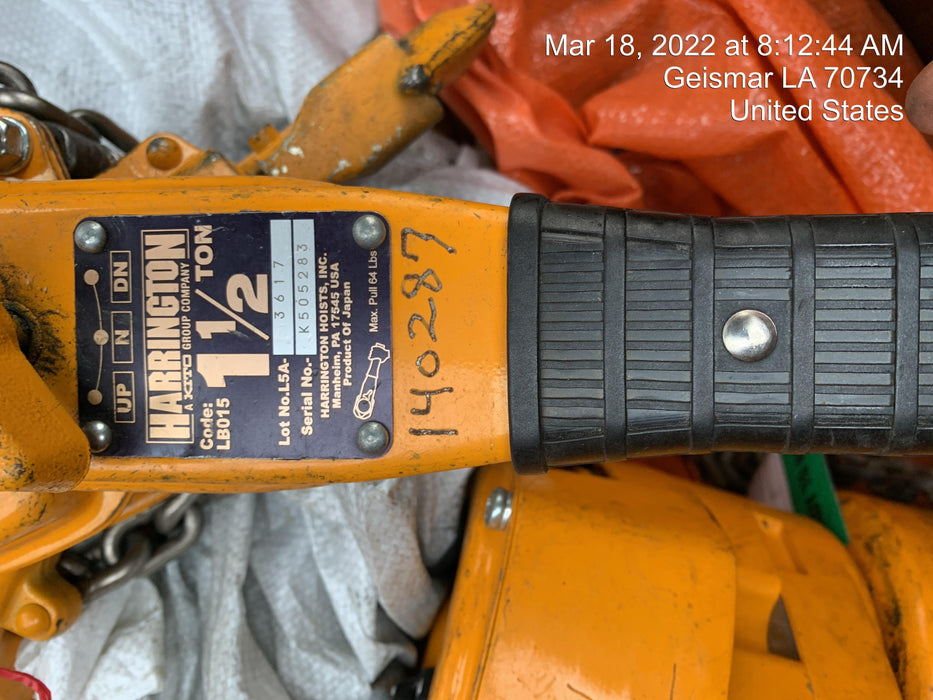 Mar 18, 2022 at 8:12:44 AM
Geismar LA 70734
United States
UP N DN
HARRINGTON
A KITO GROUP COMPANY
Code:
LB015
1 1/2 TON
Lot No.L5A- 3617
Serial No.- K505283
HARRINGTON HOISTS, INC.
Manheim, PA 17545 USA
Product Of Japan
Max. Pull 64 Lbs
140287